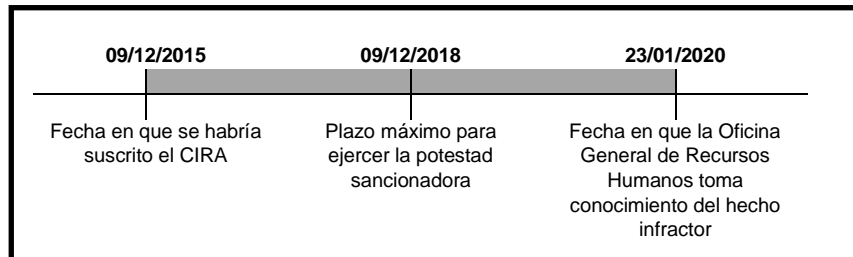 09/12/2015
09/12/2018
23/01/2020
Fecha en que se habría
suscrito el CIRA
Plazo máximo para
ejercer la potestad
sancionadora
Fecha en que la Oficina
General de Recursos
Humanos toma
conocimiento del hecho
infractor